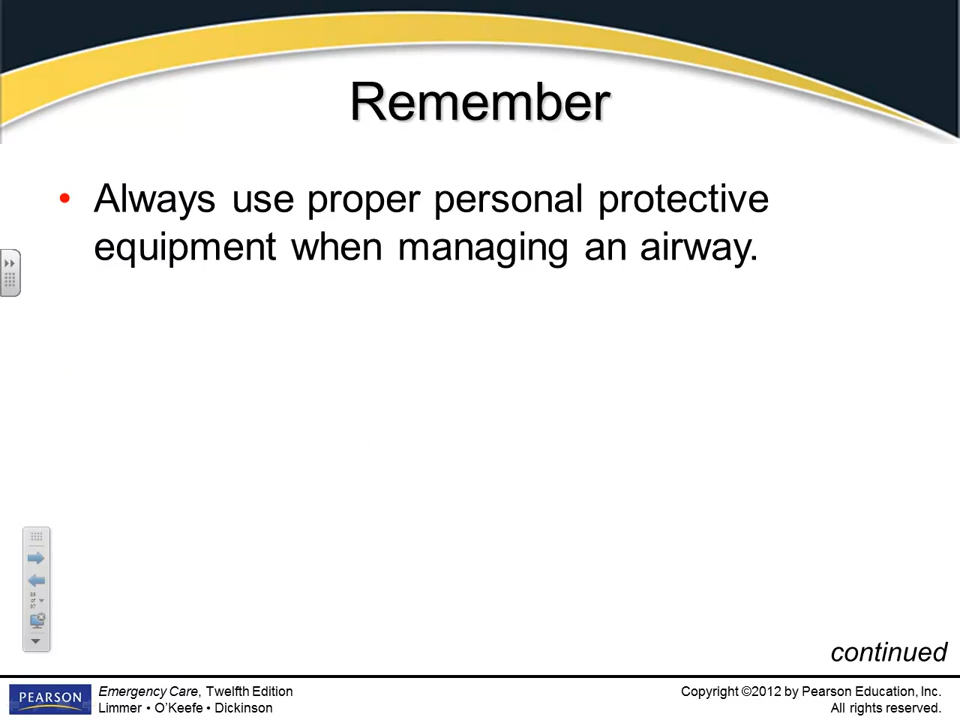 Remember
• Always use proper personal protective
equipment when managing an airway.
continued
PEARSON
Emergency Care, Twelfth Edition
Limmer • O'Keefe • Dickinson
Copyright ©2012 by Pearson Education, Inc.
All rights reserved.